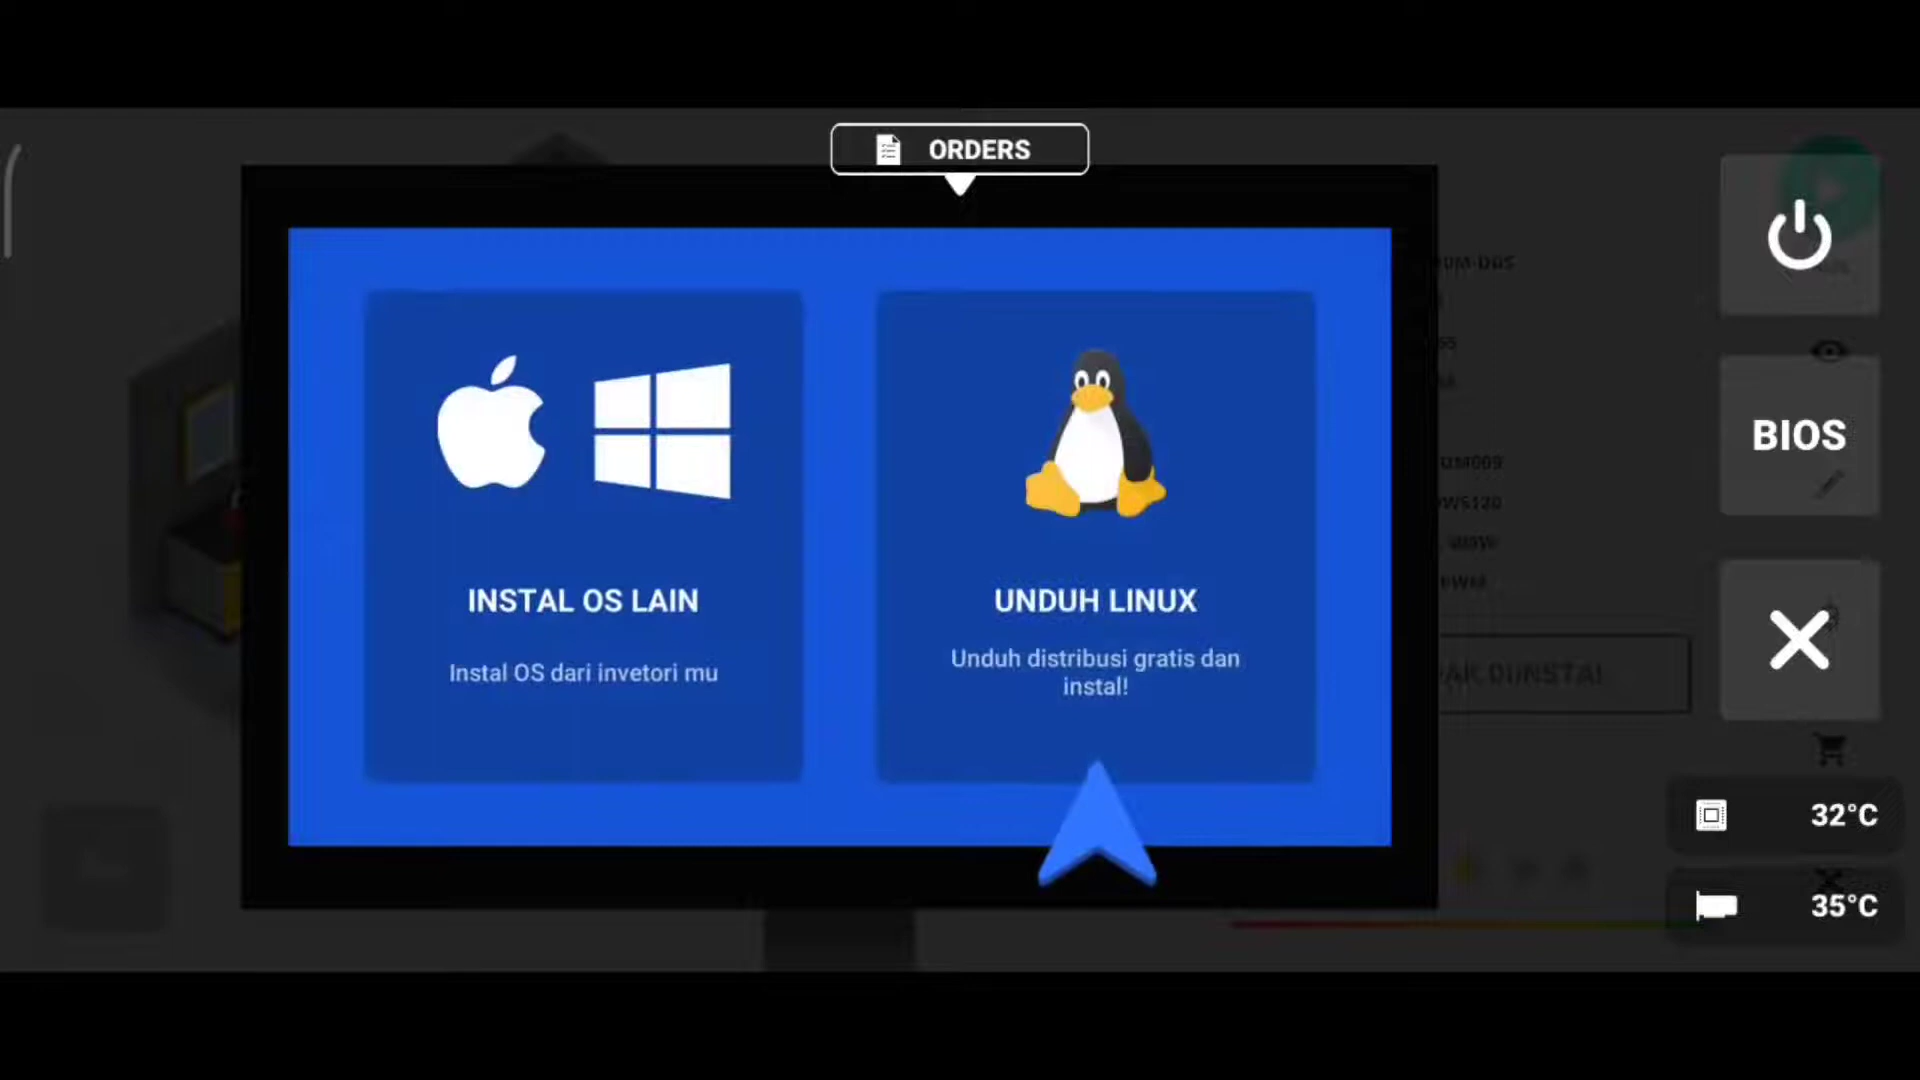 ORDERS
BIOS
INSTAL OS LAIN
UNDUH LINUX
Instal OS dari invetori mu
Unduh distribusi gratis dan
instal!
32°C
35°C